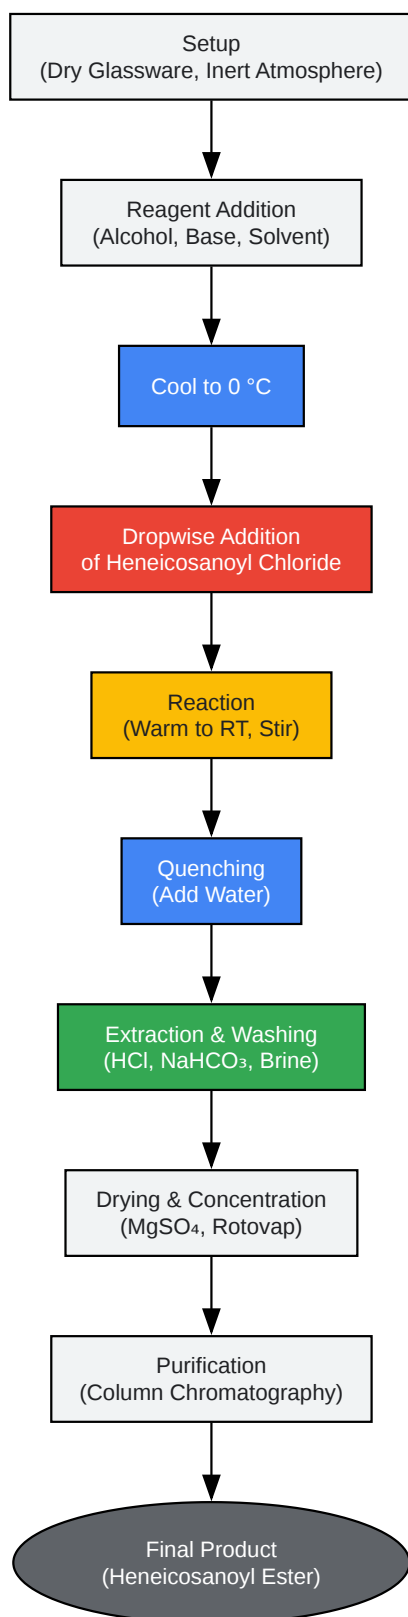 Setup
(Dry Glassware, Inert Atmosphere)
Reagent Addition
(Alcohol, Base, Solvent)
Cool to 0 °C
Dropwise Addition
of Heneicosanoyl Chloride
Reaction
(Warm to RT, Stir)
Quenching
(Add Water)
Extraction & Washing
(HCl, NaHCO₃, Brine)
Drying & Concentration
(MgSO₄, Rotovap)
Purification
(Column Chromatography)
Final Product
(Heneicosanoyl Ester)